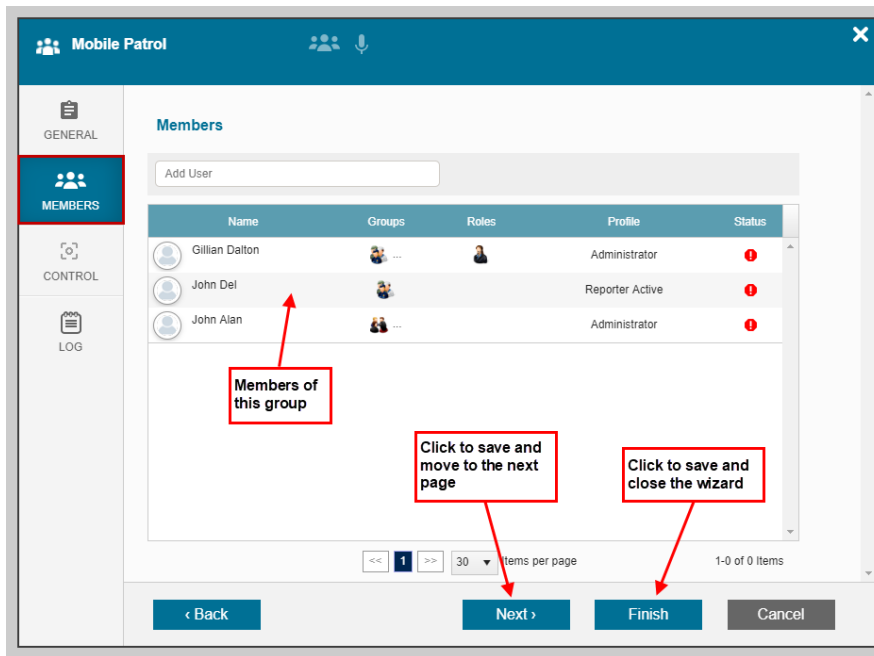 Mobile Patrol
GENERAL
MEMBERS
CONTROL
LOG
Members
Add User
Name Groups Roles Profile Status
Gillian Dalton ... Administrator
John Del Reporter Active
John Alan ... Administrator
Members of
this group
Click to save and
move to the next
page
Click to save and
close the wizard
<< 1 >> 30 Items per page 1-0 of 0 Items
‹ Back Next › Finish Cancel